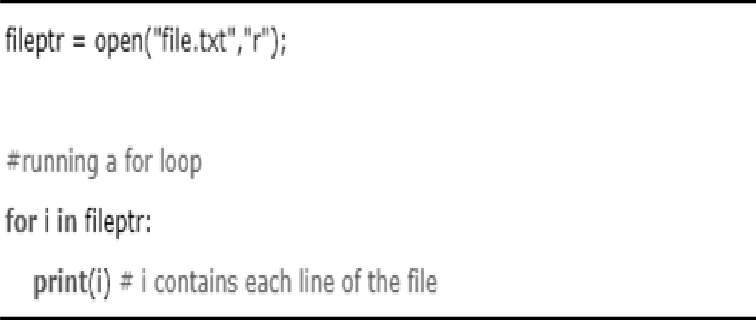 fileptr = open("file.txt","r");
#running a for loop
for i in fileptr:
print(i) # i contains each line of the file